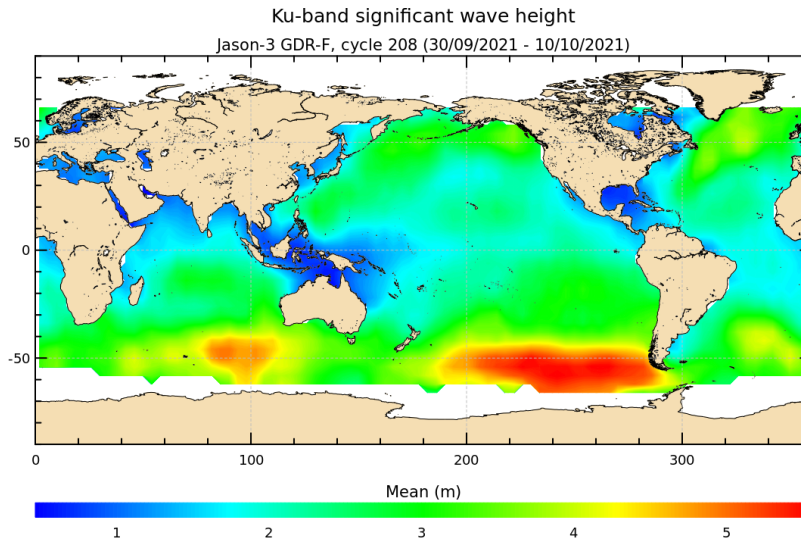 Ku-band significant wave height
Jason-3 GDR-F, cycle 208 (30/09/2021 - 10/10/2021)
50
0
-50
0 100 200 300
Mean (m)
1 2 3 4 5